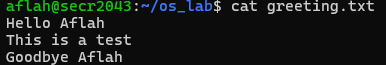 aflah@secr2043:~/os_lab$ cat greeting.txt
Hello Aflah
This is a test
Goodbye Aflah